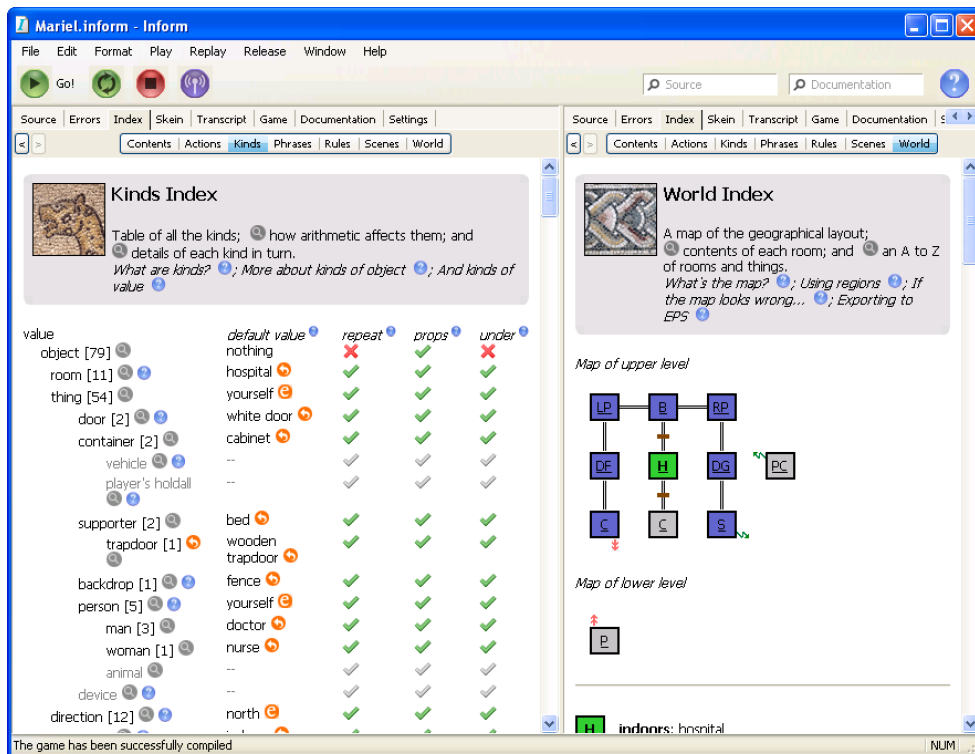 Mariel.inform - Inform
File Edit Format Play Replay Release Window Help
Go!
Source
Documentation
Source Errors Index Skein Transcript Game Documentation Settings
< >
Contents Actions Kinds Phrases Rules Scenes World
Kinds Index
Table of all the kinds; how arithmetic affects them; and
details of each kind in turn.
What are kinds? ?; More about kinds of object ?; And kinds of
value ?
value default value ? repeat ? props ? under ?
object [79] nothing
room [11] ? hospital
thing [54] yourself e
door [2] ? white door
container [2] cabinet
vehicle ? --
player's holdall --
?
supporter [2] bed
trapdoor [1] wooden
trapdoor
backdrop [1] ? fence
person [5] ? yourself e
man [3] doctor
woman [1] nurse
animal --
device ? --
direction [12] ? north e
Source Errors Index Skein Transcript Game Documentation S
< >
Contents Actions Kinds Phrases Rules Scenes World
World Index
A map of the geographical layout;
contents of each room; and an A to Z
of rooms and things.
What's the map? ?; Using regions ?; If
the map looks wrong... ?; Exporting to
EPS ?
Map of upper level
LP B RP
DF H DG PC
C C S
Map of lower level
P
H indoors: hospital
The game has been successfully compiled
NUM